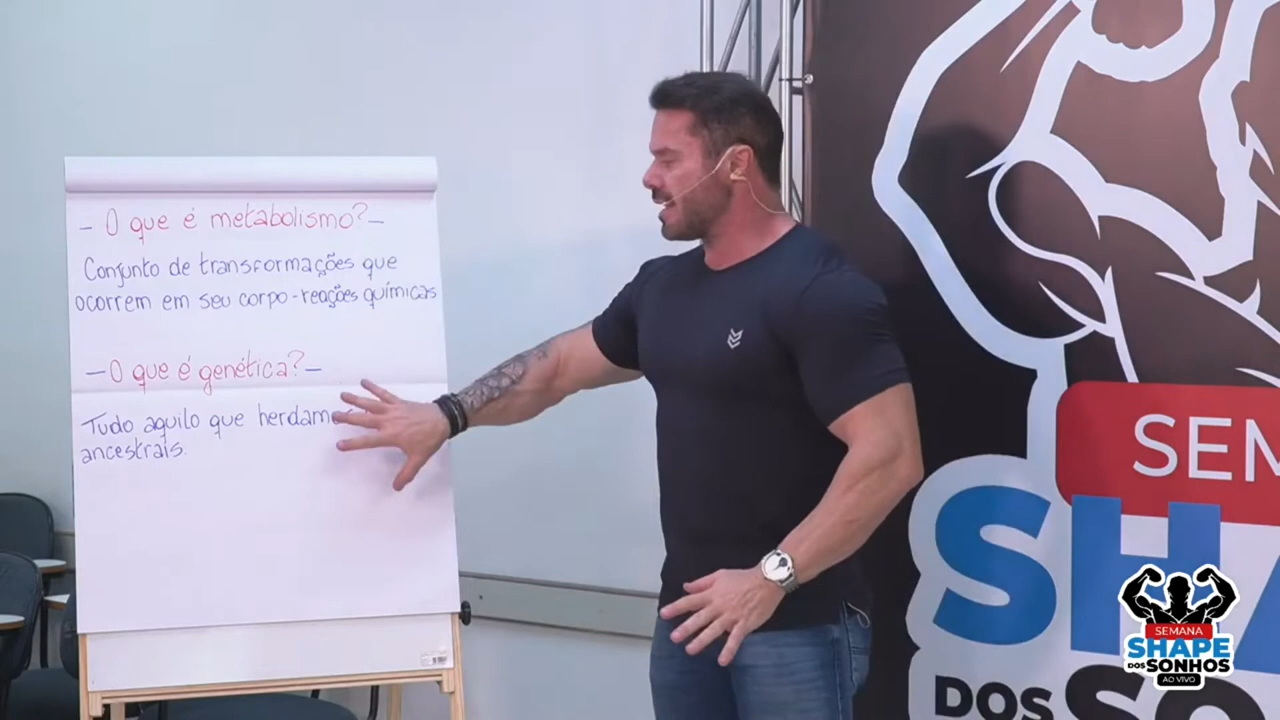 - O que é metabolismo? -
Conjunto de transformações que
ocorrem em seu corpo - reações químicas
- O que é genética? -
Tudo aquilo que herdam
ancestrais.
SEM
SHA
DOS SO
SEMANA
SHAPE
DOS SONHOS
AO VIVO